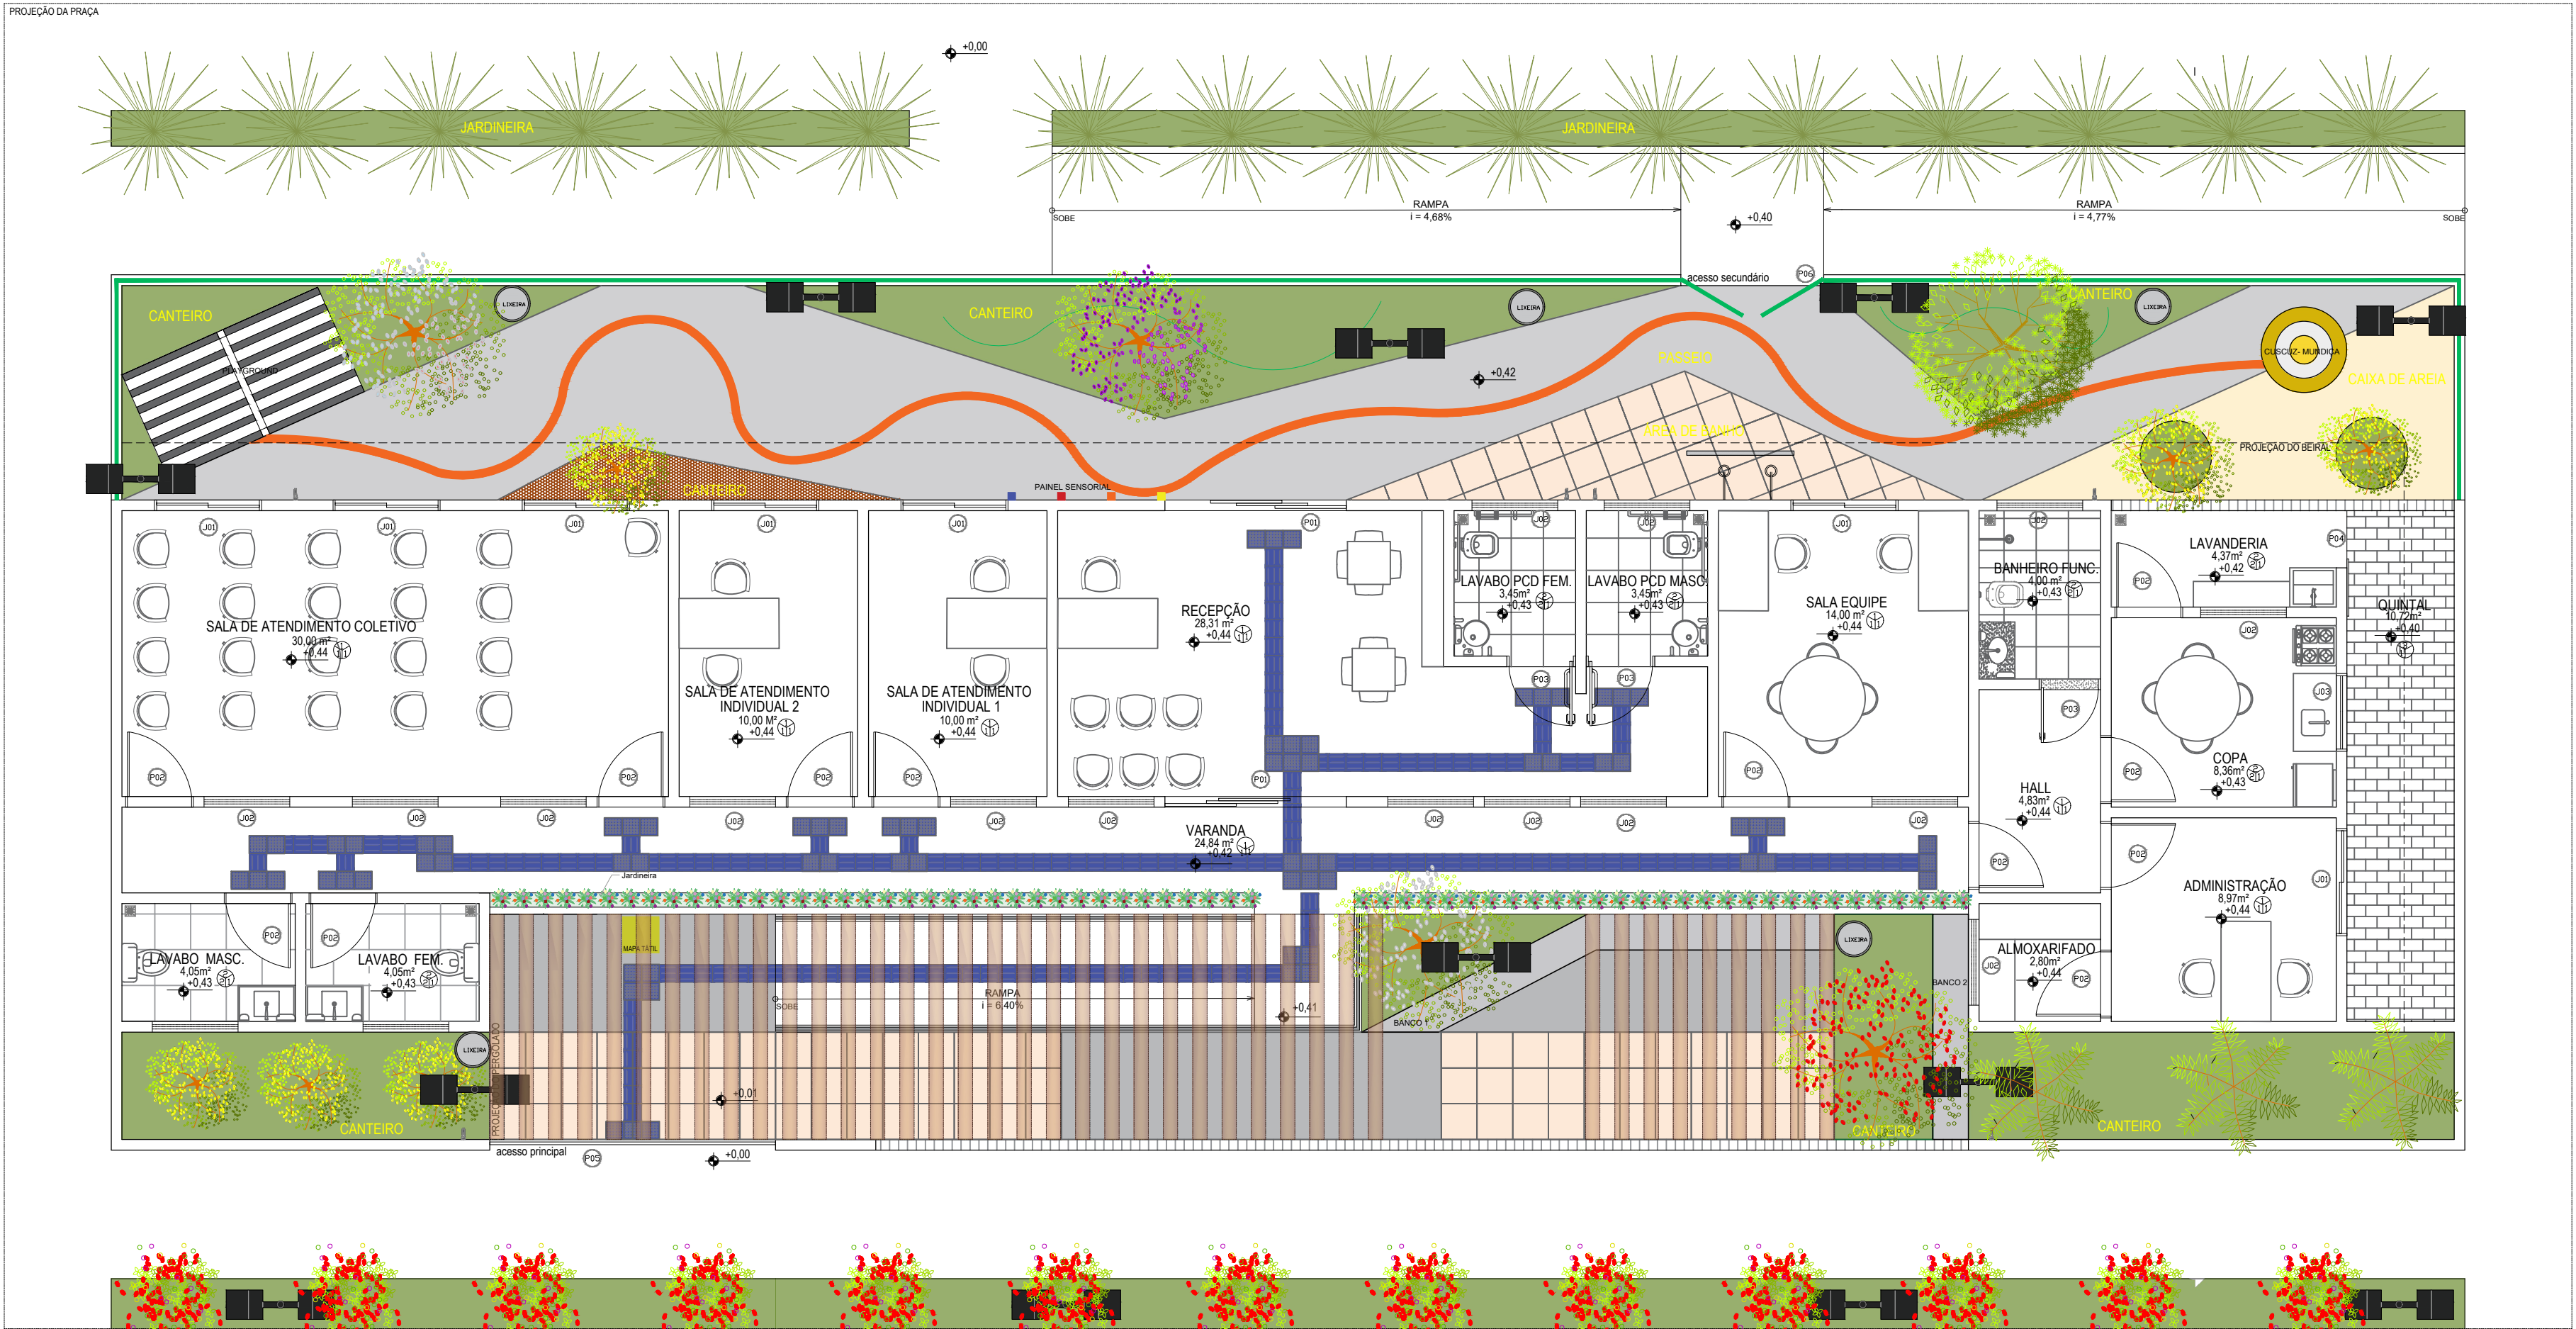 PROJEÇÃO DA PRAÇA
+0,00
JARDINEIRA
JARDINEIRA
RAMPA
i = 4,68%
SOBE
+0,40
RAMPA
i = 4,77%
SOBE
acesso secundário
P06
CANTEIRO
LIXEIRA
CANTEIRO
LIXEIRA
CANTEIRO
LIXEIRA
PLAYGROUND
PASSEIO
+0,42
CUSCUZ- MUNDIÇA
CAIXA DE AREIA
ÁREA DE BANHO
PROJEÇÃO DO BEIRAL
CANTEIRO
PAINEL SENSORIAL
J01
J01
J01
J01
J01
P01
J02
J02
J01
J02
P04
SALA DE ATENDIMENTO COLETIVO
30,00 m²
+0,44
P02
P02
SALA DE ATENDIMENTO
INDIVIDUAL 2
10,00 M²
+0,44
P02
SALA DE ATENDIMENTO
INDIVIDUAL 1
10,00 m²
+0,44
P02
RECEPÇÃO
28,31 m²
+0,44
P01
LAVABO PCD FEM.
3,45m²
+0,43
P03
LAVABO PCD MASC.
3,45m²
+0,43
P03
SALA EQUIPE
14,00 m²
+0,44
P02
BANHEIRO FUNC.
4,00 m²
+0,43
P03
LAVANDERIA
4,37m²
+0,42
P02
QUINTAL
10,72m²
+0,40
J02
J03
COPA
8,36m²
+0,43
P02
HALL
4,83m²
+0,44
P02
P02
J02
J02
J02
J02
J02
J02
J02
J02
J02
J02
VARANDA
24,84 m²
+0,42
Jardineira
ADMINISTRAÇÃO
8,97m²
+0,44
J01
LAVABO MASC.
4,05m²
+0,43
P02
LAVABO FEM.
4,05m²
+0,43
P02
MAPA TÁTIL
RAMPA
i = 6,40%
SOBE
+0,41
BANCO 1
LIXEIRA
BANCO 2
ALMOXARIFADO
2,80m²
+0,44
J02
P02
LIXEIRA
CANTEIRO
+0,01
CANTEIRO
CANTEIRO
acesso principal
P05
+0,00